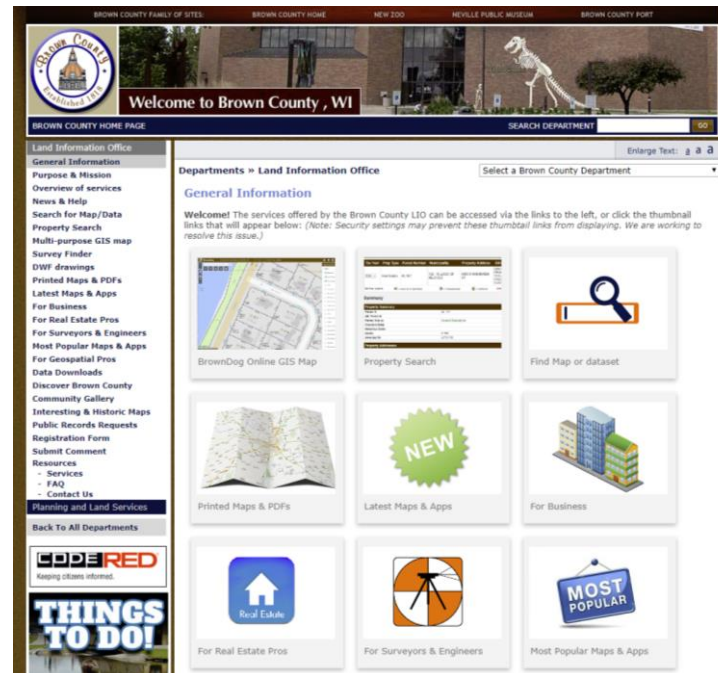 BROWN COUNTY FAMILY OF SITES: BROWN COUNTY HOME NEW ZOO NEVILLE PUBLIC MUSEUM BROWN COUNTY PORT
Brown County
Established 1818
Welcome to Brown County , WI
BROWN COUNTY HOME PAGE
SEARCH DEPARTMENT GO
Land Information Office
General Information
Purpose & Mission
Overview of services
News & Help
Search for Map/Data
Property Search
Multi-purpose GIS map
Survey Finder
DWF drawings
Printed Maps & PDFs
Latest Maps & Apps
For Business
For Real Estate Pros
For Surveyors & Engineers
Most Popular Maps & Apps
For Geospatial Pros
Data Downloads
Discover Brown County
Community Gallery
Interesting & Historic Maps
Public Records Requests
Registration Form
Submit Comment
Resources
- Services
- FAQ
- Contact Us
Planning and Land Services
Back To All Departments
CODERED
Keeping citizens informed.
THINGS
TO DO!
Enlarge Text: a a a
Departments » Land Information Office
Select a Brown County Department
General Information
Welcome! The services offered by the Brown County LIO can be accessed via the links to the left, or click the thumbnail
links that will appear below: (Note: Security settings may prevent these thumbtail links from displaying. We are working to
resolve this issue.)
BrownDog Online GIS Map
Summary
Property Search
Find Map or dataset
Printed Maps & PDFs
NEW
Latest Maps & Apps
For Business
Real Estate
For Real Estate Pros
For Surveyors & Engineers
MOST
POPULAR
Most Popular Maps & Apps